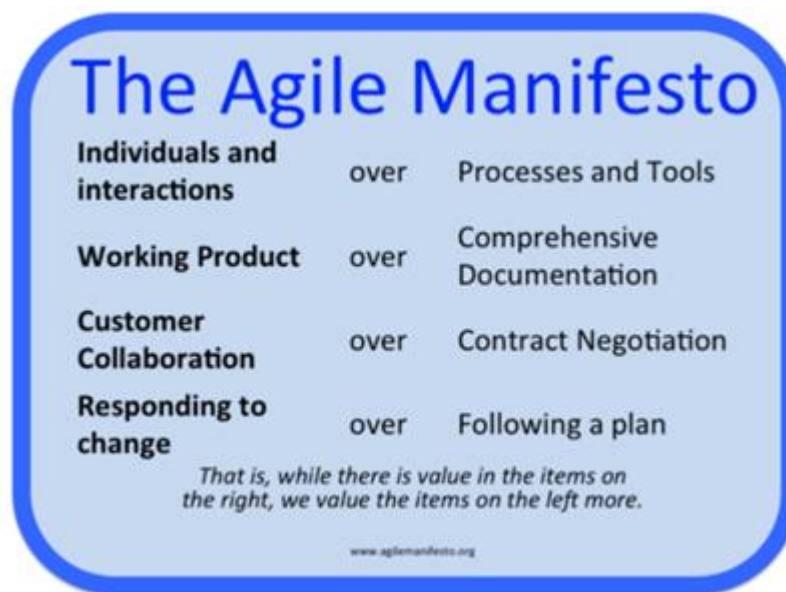 The Agile Manifesto
Individuals and
interactions
over
Processes and Tools
Working Product
over
Comprehensive
Documentation
Customer
Collaboration
over
Contract Negotiation
Responding to
change
over
Following a plan
That is, while there is value in the items on
the right, we value the items on the left more.
www.agilemanifesto.org